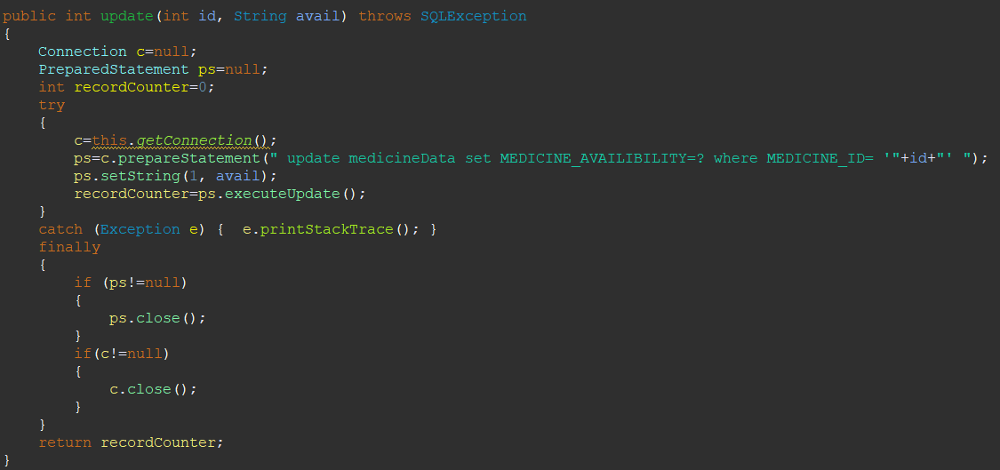 public int update(int id, String avail) throws SQLException
{
    Connection c=null;
    PreparedStatement ps=null;
    int recordCounter=0;
    try
    {
        c=this.getConnection();
        ps=c.prepareStatement(" update medicineData set MEDICINE_AVAILIBILITY=? where MEDICINE_ID= '"+id+"' ");
        ps.setString(1, avail);
        recordCounter=ps.executeUpdate();
    }
    catch (Exception e) {  e.printStackTrace(); }
    finally
    {
        if (ps!=null)
        {
            ps.close();
        }
        if(c!=null)
        {
            c.close();
        }
    }
    return recordCounter;
}